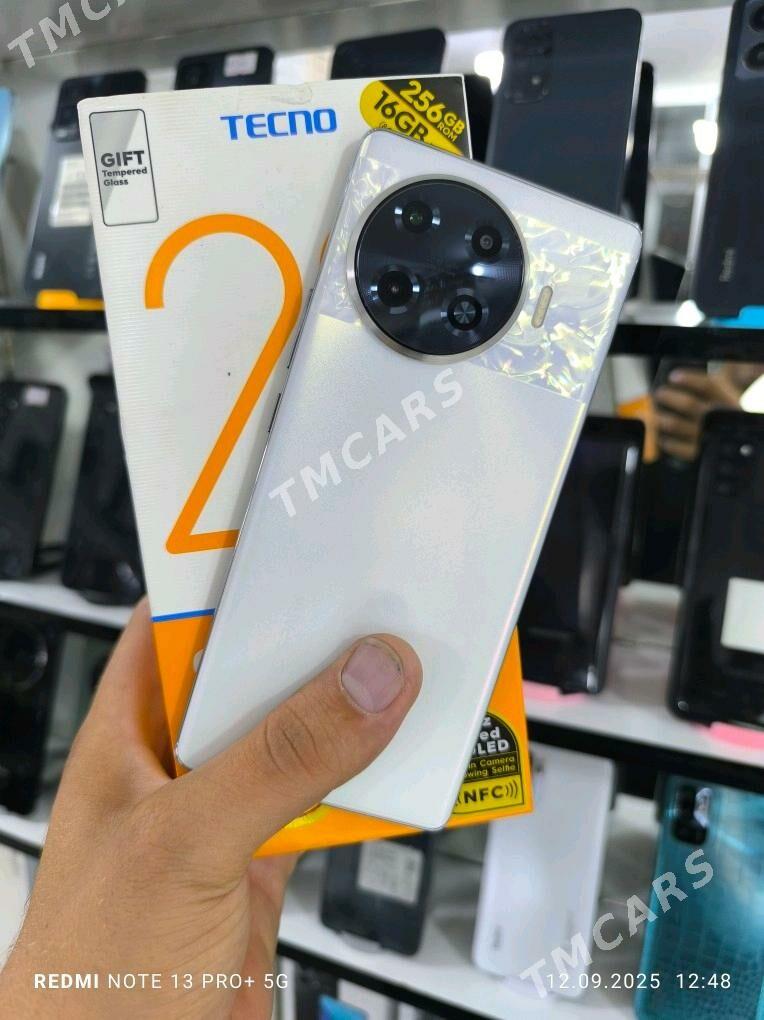 TMCARS
TECNO
256GB
ROM
16GB
GIFT
Tempered
Glass
2
TMCARS
LED
NFC
TMCARS
REDMI NOTE 13 PRO+ 5G
12.09.2025 12:48